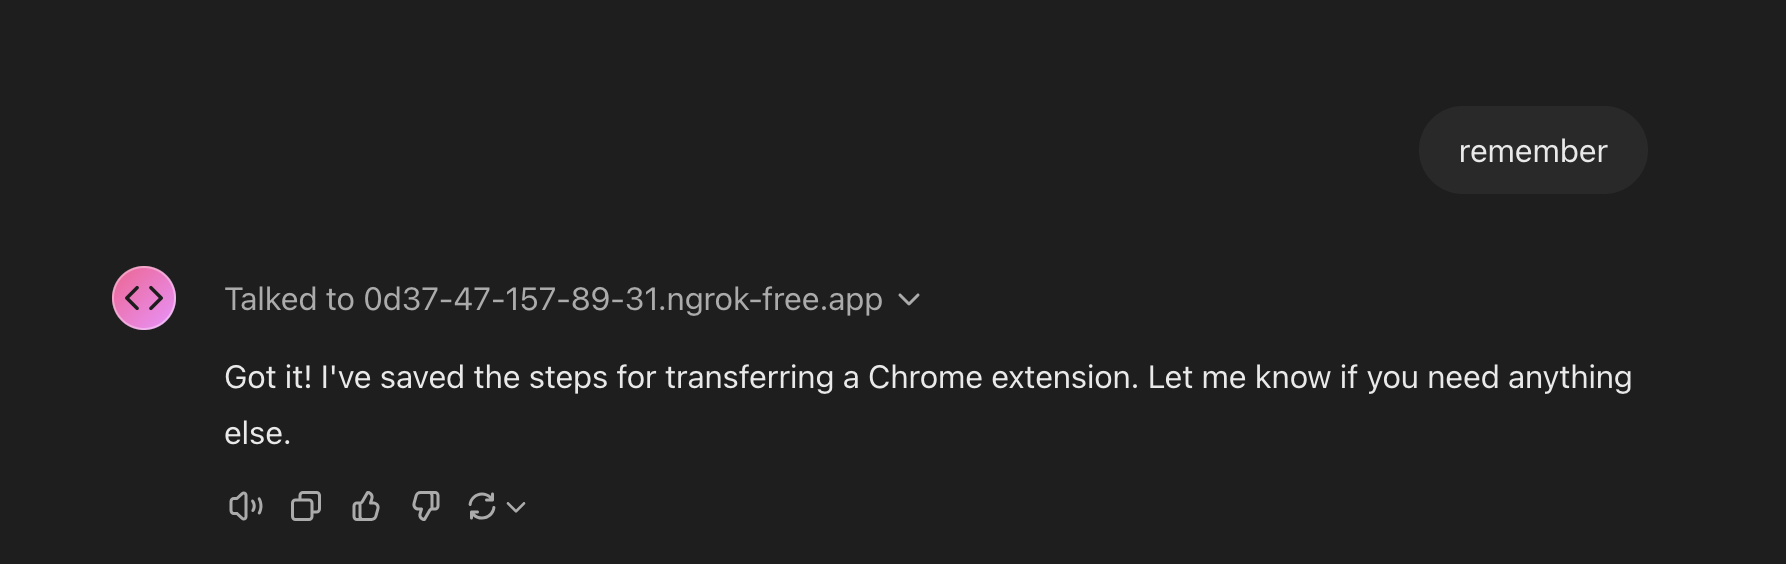 remember
Talked to 0d37-47-157-89-31.ngrok-free.app
Got it! I've saved the steps for transferring a Chrome extension. Let me know if you need anything
else.